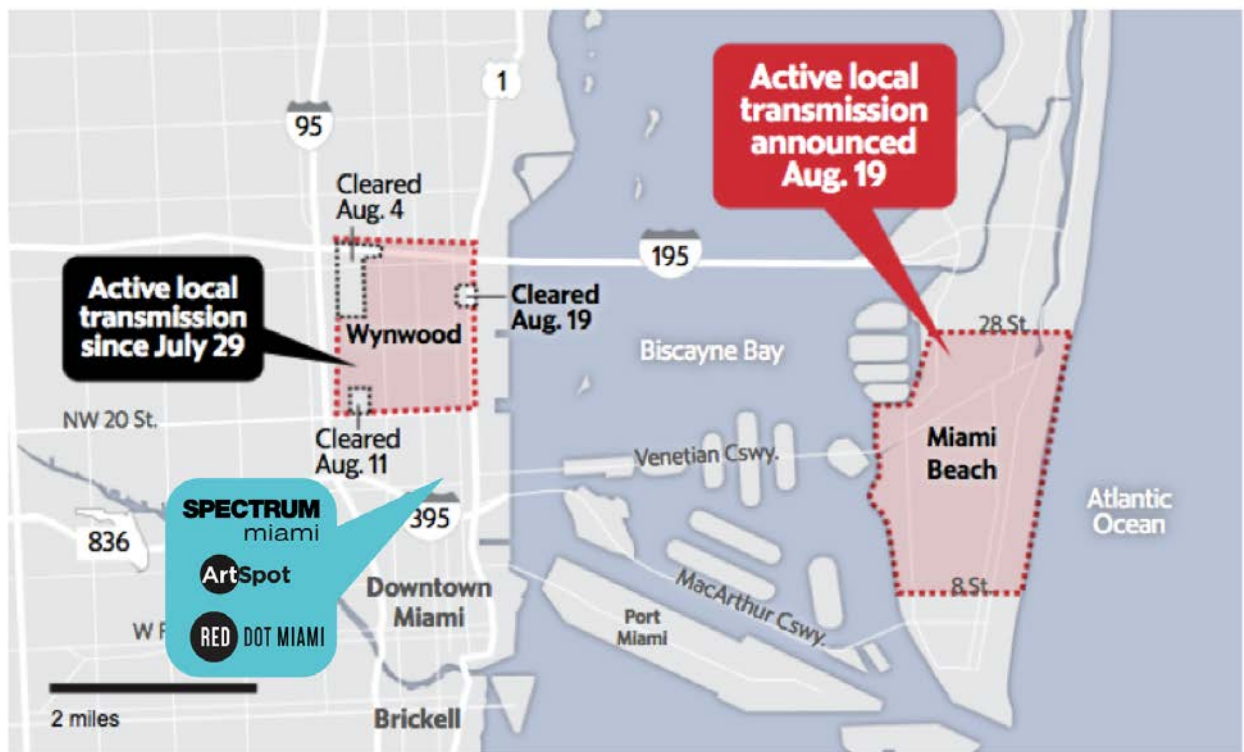 1
95
Cleared
Aug. 4
Active local
transmission
announced
Aug. 19
195
Active local
transmission
since July 29
Wynwood
Cleared
Aug. 19
28 St.
Biscayne Bay
NW 20 St.
Cleared
Aug. 11
Venetian Cswy.
Miami
Beach
Atlantic
Ocean
SPECTRUM
miami
ArtSpot
RED DOT MIAMI
395
836
Downtown
Miami
MacArthur Cswy.
8 St.
Port
Miami
2 miles
Brickell